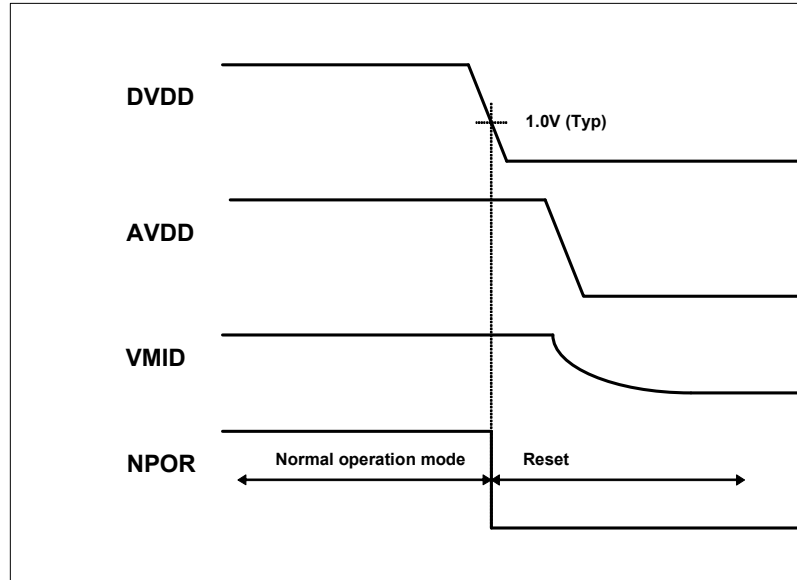 DVDD
1.0V (Typ)
AVDD
VMID
NPOR
Normal operation mode
Reset